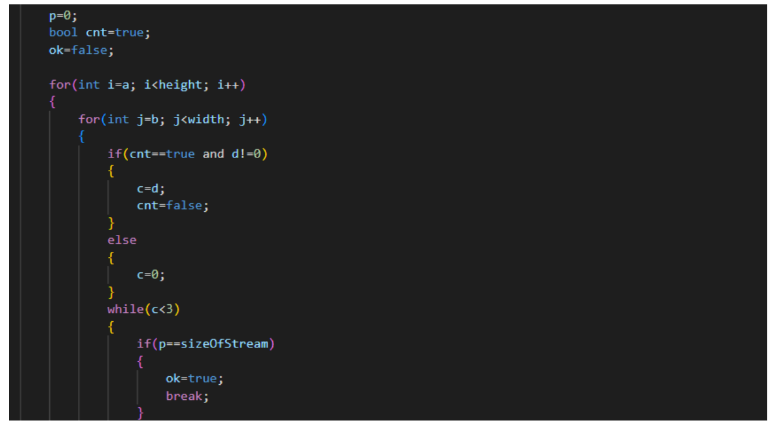 p=0;
bool cnt=true;
ok=false;
for(int i=a; i<height; i++)
{
for(int j=b; j<width; j++)
{
if(cnt==true and d!=0)
{
c=d;
cnt=false;
}
else
{
c=0;
}
while(c<3)
{
if(p==sizeOfStream)
{
ok=true;
break;
}